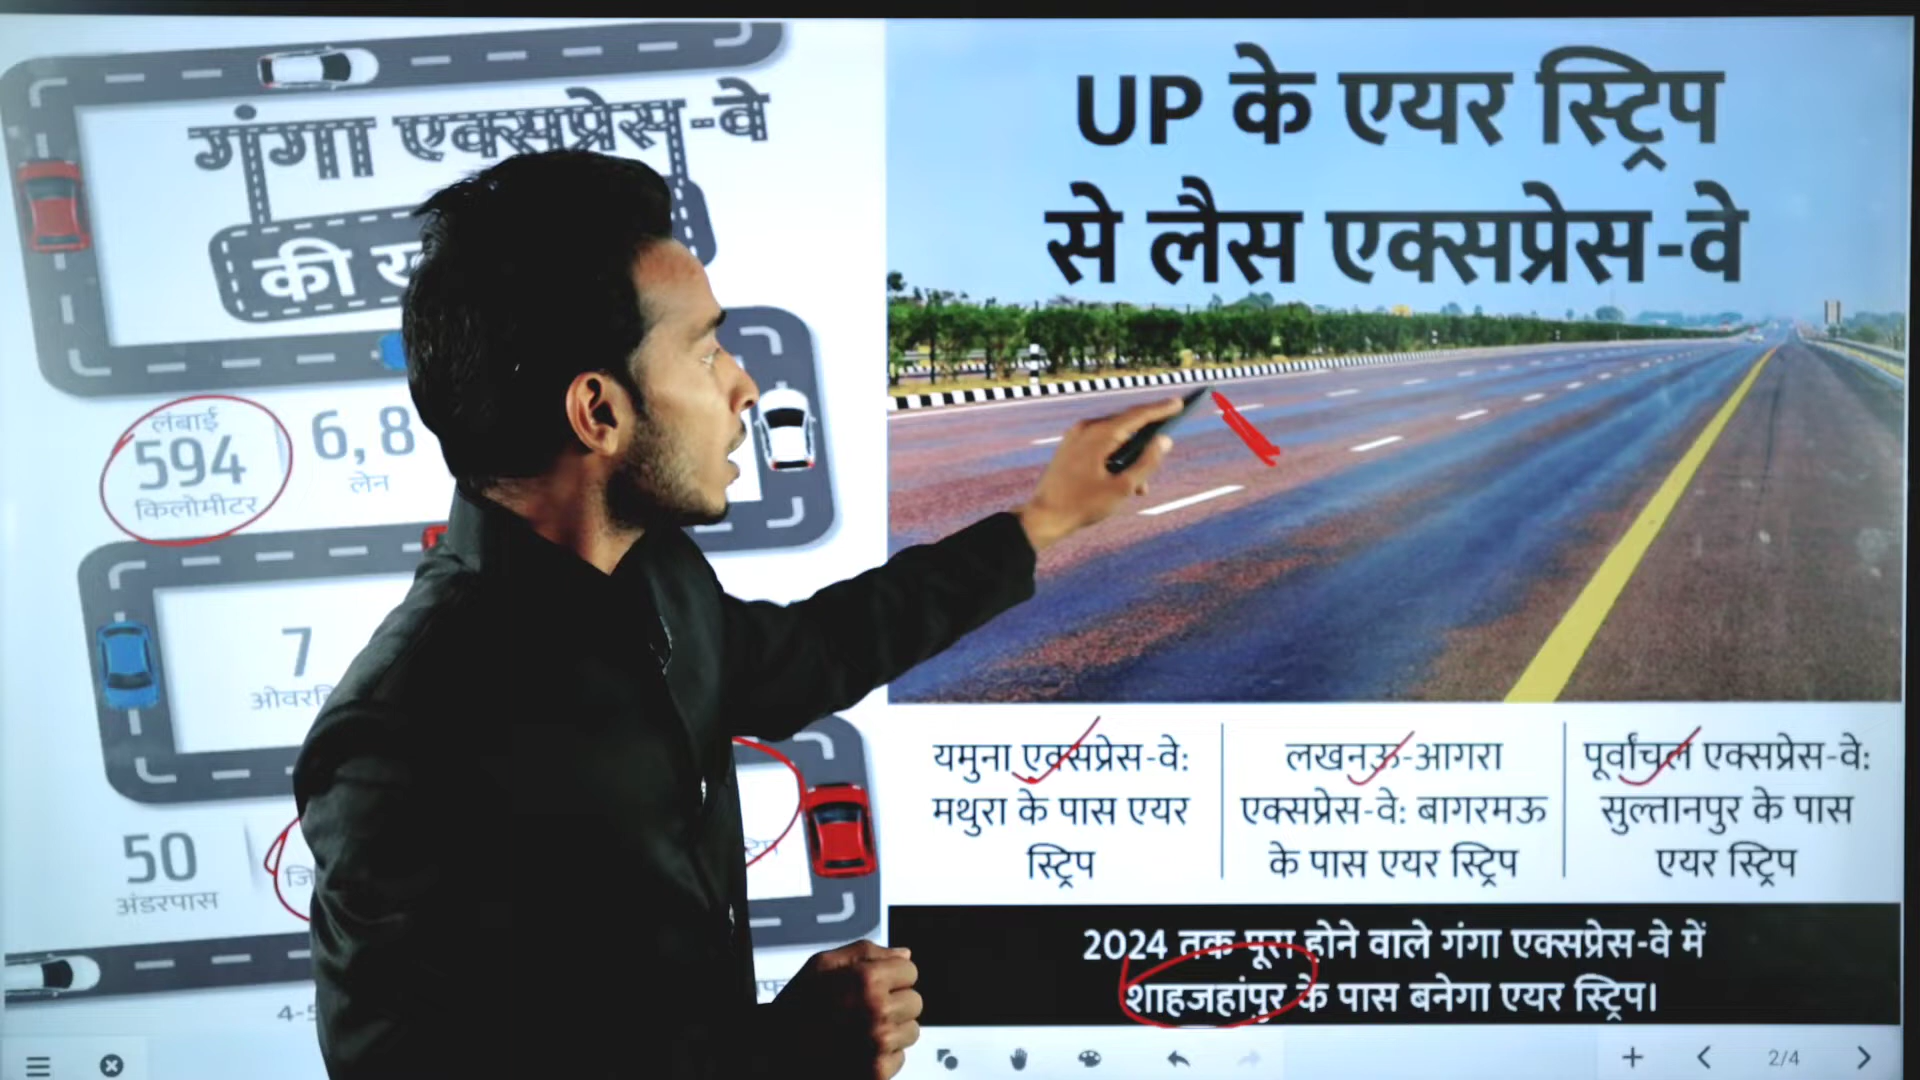 गंगा एक्सप्रेस-वे
की
लंबाई
594
किलोमीटर
6, 8
लेन
7
50
अंडरपास
UP के एयर स्ट्रिप
से लैस एक्सप्रेस-वे
यमुना एक्सप्रेस-वे:
मथुरा के पास एयर
स्ट्रिप
लखनऊ-आगरा
एक्सप्रेस-वे: बागरमऊ
के पास एयर स्ट्रिप
पूर्वांचल एक्सप्रेस-वे:
सुल्तानपुर के पास
एयर स्ट्रिप
2024 तक पूरा होने वाले गंगा एक्सप्रेस-वे में
शाहजहांपुर के पास बनेगा एयर स्ट्रिप।
2/4